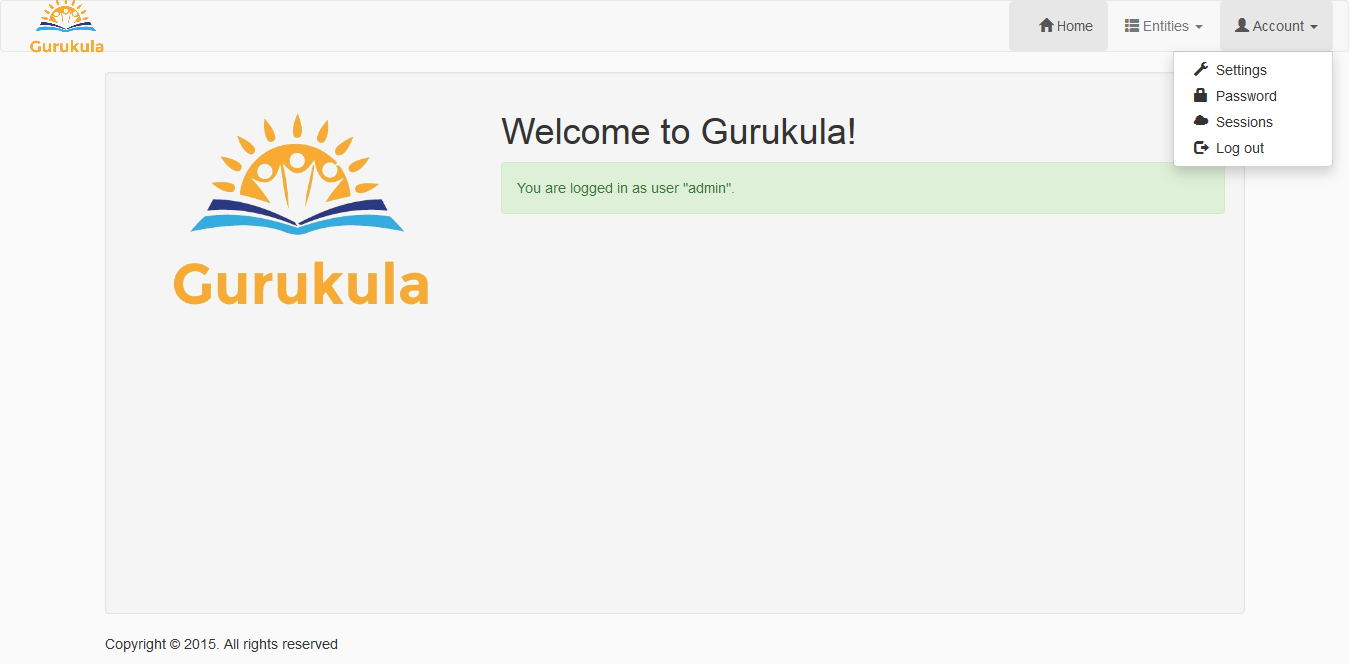 Gurukula
Home
Entities
Account
Settings
Password
Sessions
Log out
Gurukula
Welcome to Gurukula!
You are logged in as user "admin".
Copyright © 2015. All rights reserved